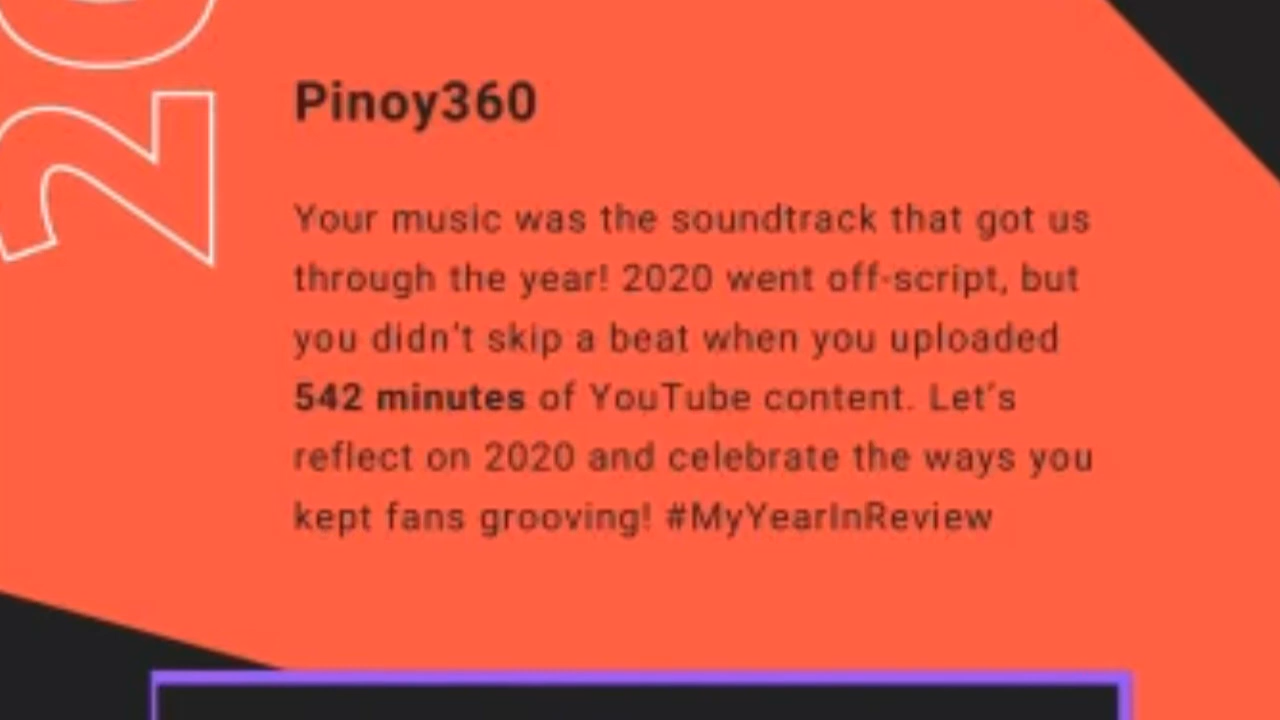 20
Pinoy360
Your music was the soundtrack that got us
through the year! 2020 went off-script, but
you didn't skip a beat when you uploaded
542 minutes of YouTube content. Let's
reflect on 2020 and celebrate the ways you
kept fans grooving! #MyYearInReview